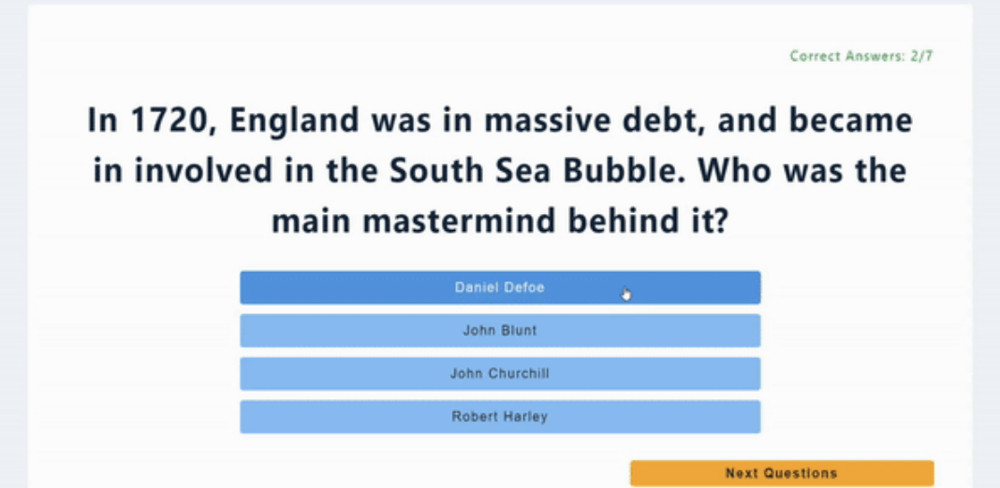 Correct Answers: 2/7
In 1720, England was in massive debt, and became
in involved in the South Sea Bubble. Who was the
main mastermind behind it?
Daniel Defoe
John Blunt
John Churchill
Robert Harley
Next Questions